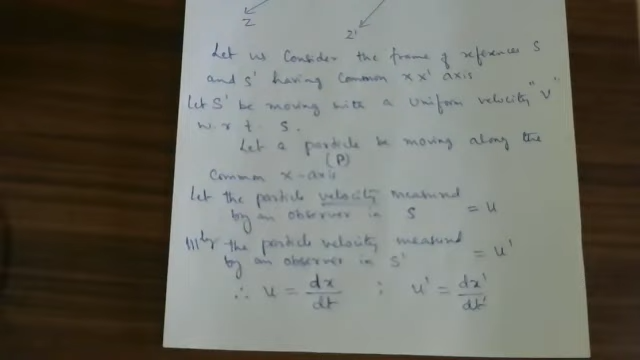 Z
Z'
Let us Consider the frame of references S
and S' having Common x x' axis
Let S' be moving with a uniform velocity "V"
w r t S.
Let a particle be moving along the
(P)
Common x-axis
Let the particle velocity measured
by an observer in S = u
|||ly the particle velocity measured
by an observer in S' = u'
∴ u = dx/dt ; u' = dx'/dt'